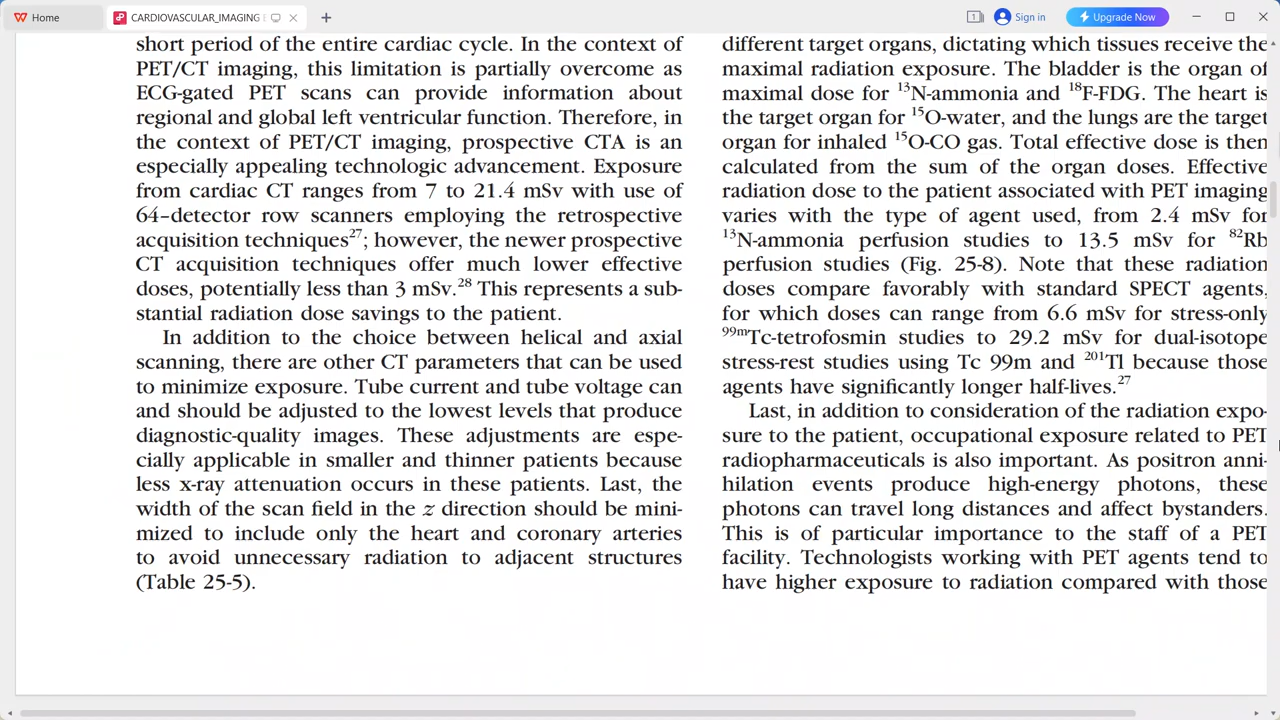 Home
CARDIOVASCULAR_IMAGING
1
Sign in
Upgrade Now
short period of the entire cardiac cycle. In the context of
PET/CT imaging, this limitation is partially overcome as
ECG-gated PET scans can provide information about
regional and global left ventricular function. Therefore, in
the context of PET/CT imaging, prospective CTA is an
especially appealing technologic advancement. Exposure
from cardiac CT ranges from 7 to 21.4 mSv with use of
64–detector row scanners employing the retrospective
acquisition techniques²⁷; however, the newer prospective
CT acquisition techniques offer much lower effective
doses, potentially less than 3 mSv.²⁸ This represents a sub-
stantial radiation dose savings to the patient.
In addition to the choice between helical and axial
scanning, there are other CT parameters that can be used
to minimize exposure. Tube current and tube voltage can
and should be adjusted to the lowest levels that produce
diagnostic-quality images. These adjustments are espe-
cially applicable in smaller and thinner patients because
less x-ray attenuation occurs in these patients. Last, the
width of the scan field in the z direction should be mini-
mized to include only the heart and coronary arteries
to avoid unnecessary radiation to adjacent structures
(Table 25-5).
different target organs, dictating which tissues receive the
maximal radiation exposure. The bladder is the organ of
maximal dose for ¹³N-ammonia and ¹⁸F-FDG. The heart is
the target organ for ¹⁵O-water, and the lungs are the target
organ for inhaled ¹⁵O-CO gas. Total effective dose is then
calculated from the sum of the organ doses. Effective
radiation dose to the patient associated with PET imaging
varies with the type of agent used, from 2.4 mSv for
¹³N-ammonia perfusion studies to 13.5 mSv for ⁸²Rb
perfusion studies (Fig. 25-8). Note that these radiation
doses compare favorably with standard SPECT agents,
for which doses can range from 6.6 mSv for stress-only
⁹⁹ᵐTc-tetrofosmin studies to 29.2 mSv for dual-isotope
stress-rest studies using Tc 99m and ²⁰¹Tl because those
agents have significantly longer half-lives.²⁷
Last, in addition to consideration of the radiation expo-
sure to the patient, occupational exposure related to PET
radiopharmaceuticals is also important. As positron anni-
hilation events produce high-energy photons, these
photons can travel long distances and affect bystanders.
This is of particular importance to the staff of a PET
facility. Technologists working with PET agents tend to
have higher exposure to radiation compared with those